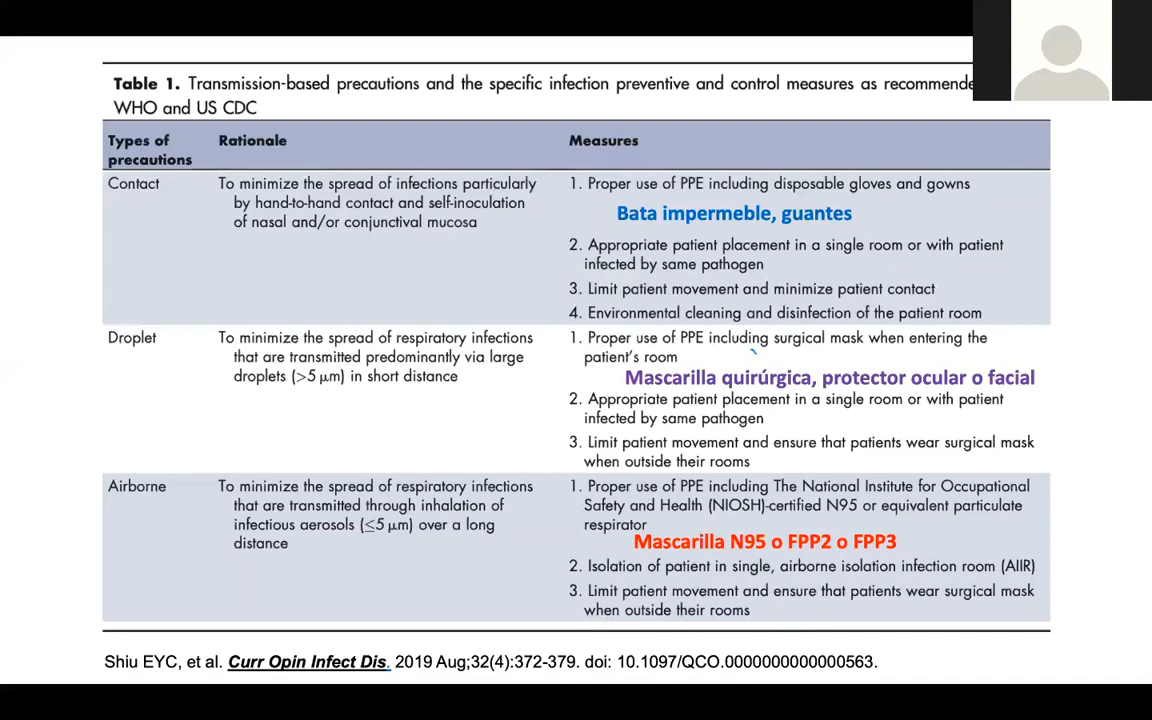 Table 1. Transmission-based precautions and the specific infection preventive and control measures as recommende
WHO and US CDC
Types of precautions
Rationale
Measures
Contact
To minimize the spread of infections particularly
by hand-to-hand contact and self-inoculation
of nasal and/or conjunctival mucosa
1. Proper use of PPE including disposable gloves and gowns
Bata impermeble, guantes
2. Appropriate patient placement in a single room or with patient
infected by same pathogen
3. Limit patient movement and minimize patient contact
4. Environmental cleaning and disinfection of the patient room
Droplet
To minimize the spread of respiratory infections
that are transmitted predominantly via large
droplets (>5 μm) in short distance
1. Proper use of PPE including surgical mask when entering the
patient's room
Mascarilla quirúrgica, protector ocular o facial
2. Appropriate patient placement in a single room or with patient
infected by same pathogen
3. Limit patient movement and ensure that patients wear surgical mask
when outside their rooms
Airborne
To minimize the spread of respiratory infections
that are transmitted through inhalation of
infectious aerosols (≤5 μm) over a long
distance
1. Proper use of PPE including The National Institute for Occupational
Safety and Health (NIOSH)-certified N95 or equivalent particulate
respirator
Mascarilla N95 o FPP2 o FPP3
2. Isolation of patient in single, airborne isolation infection room (AIIR)
3. Limit patient movement and ensure that patients wear surgical mask
when outside their rooms
Shiu EYC, et al. Curr Opin Infect Dis. 2019 Aug;32(4):372-379. doi: 10.1097/QCO.0000000000000563.